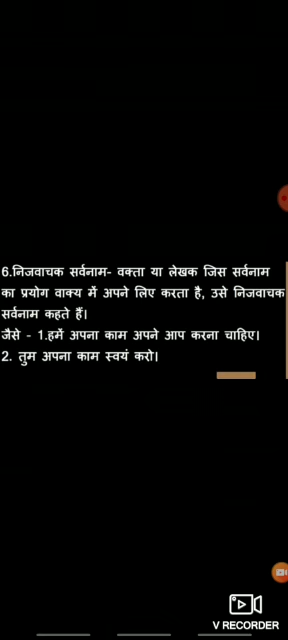 6.निजवाचक सर्वनाम- वक्ता या लेखक जिस सर्वनाम
का प्रयोग वाक्य में अपने लिए करता है, उसे निजवाचक
सर्वनाम कहते हैं।
जैसे - 1.हमें अपना काम अपने आप करना चाहिए।
2. तुम अपना काम स्वयं करो।
V RECORDER